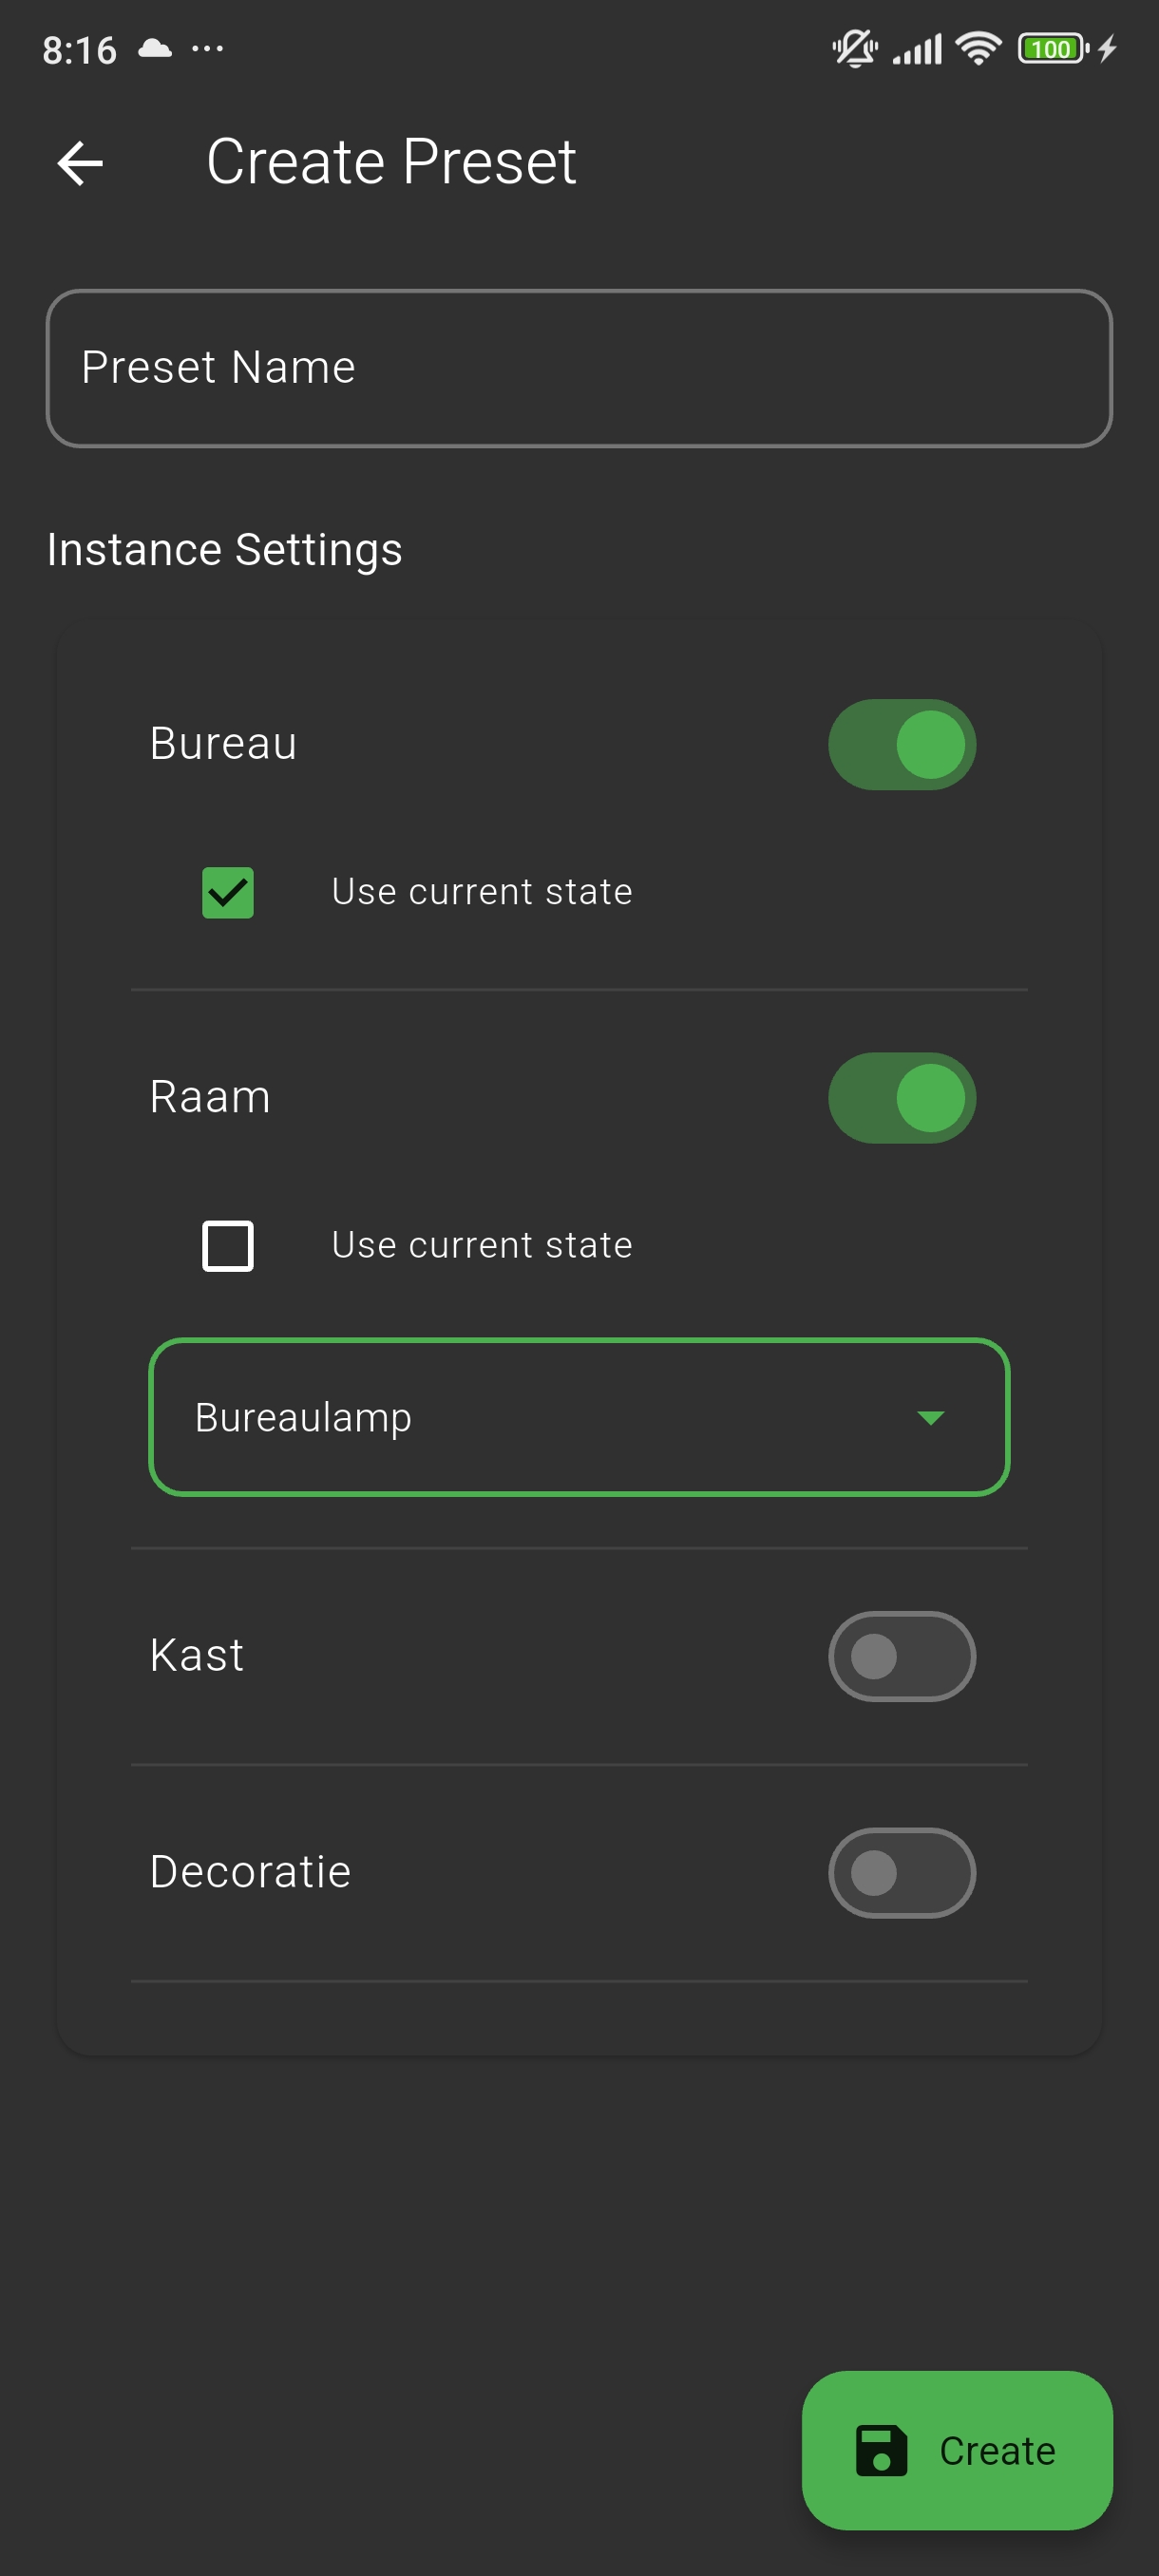 8:16 ... 100
Create Preset
Preset Name
Instance Settings
Bureau
Use current state
Raam
Use current state
Bureaulamp
Kast
Decoratie
Create